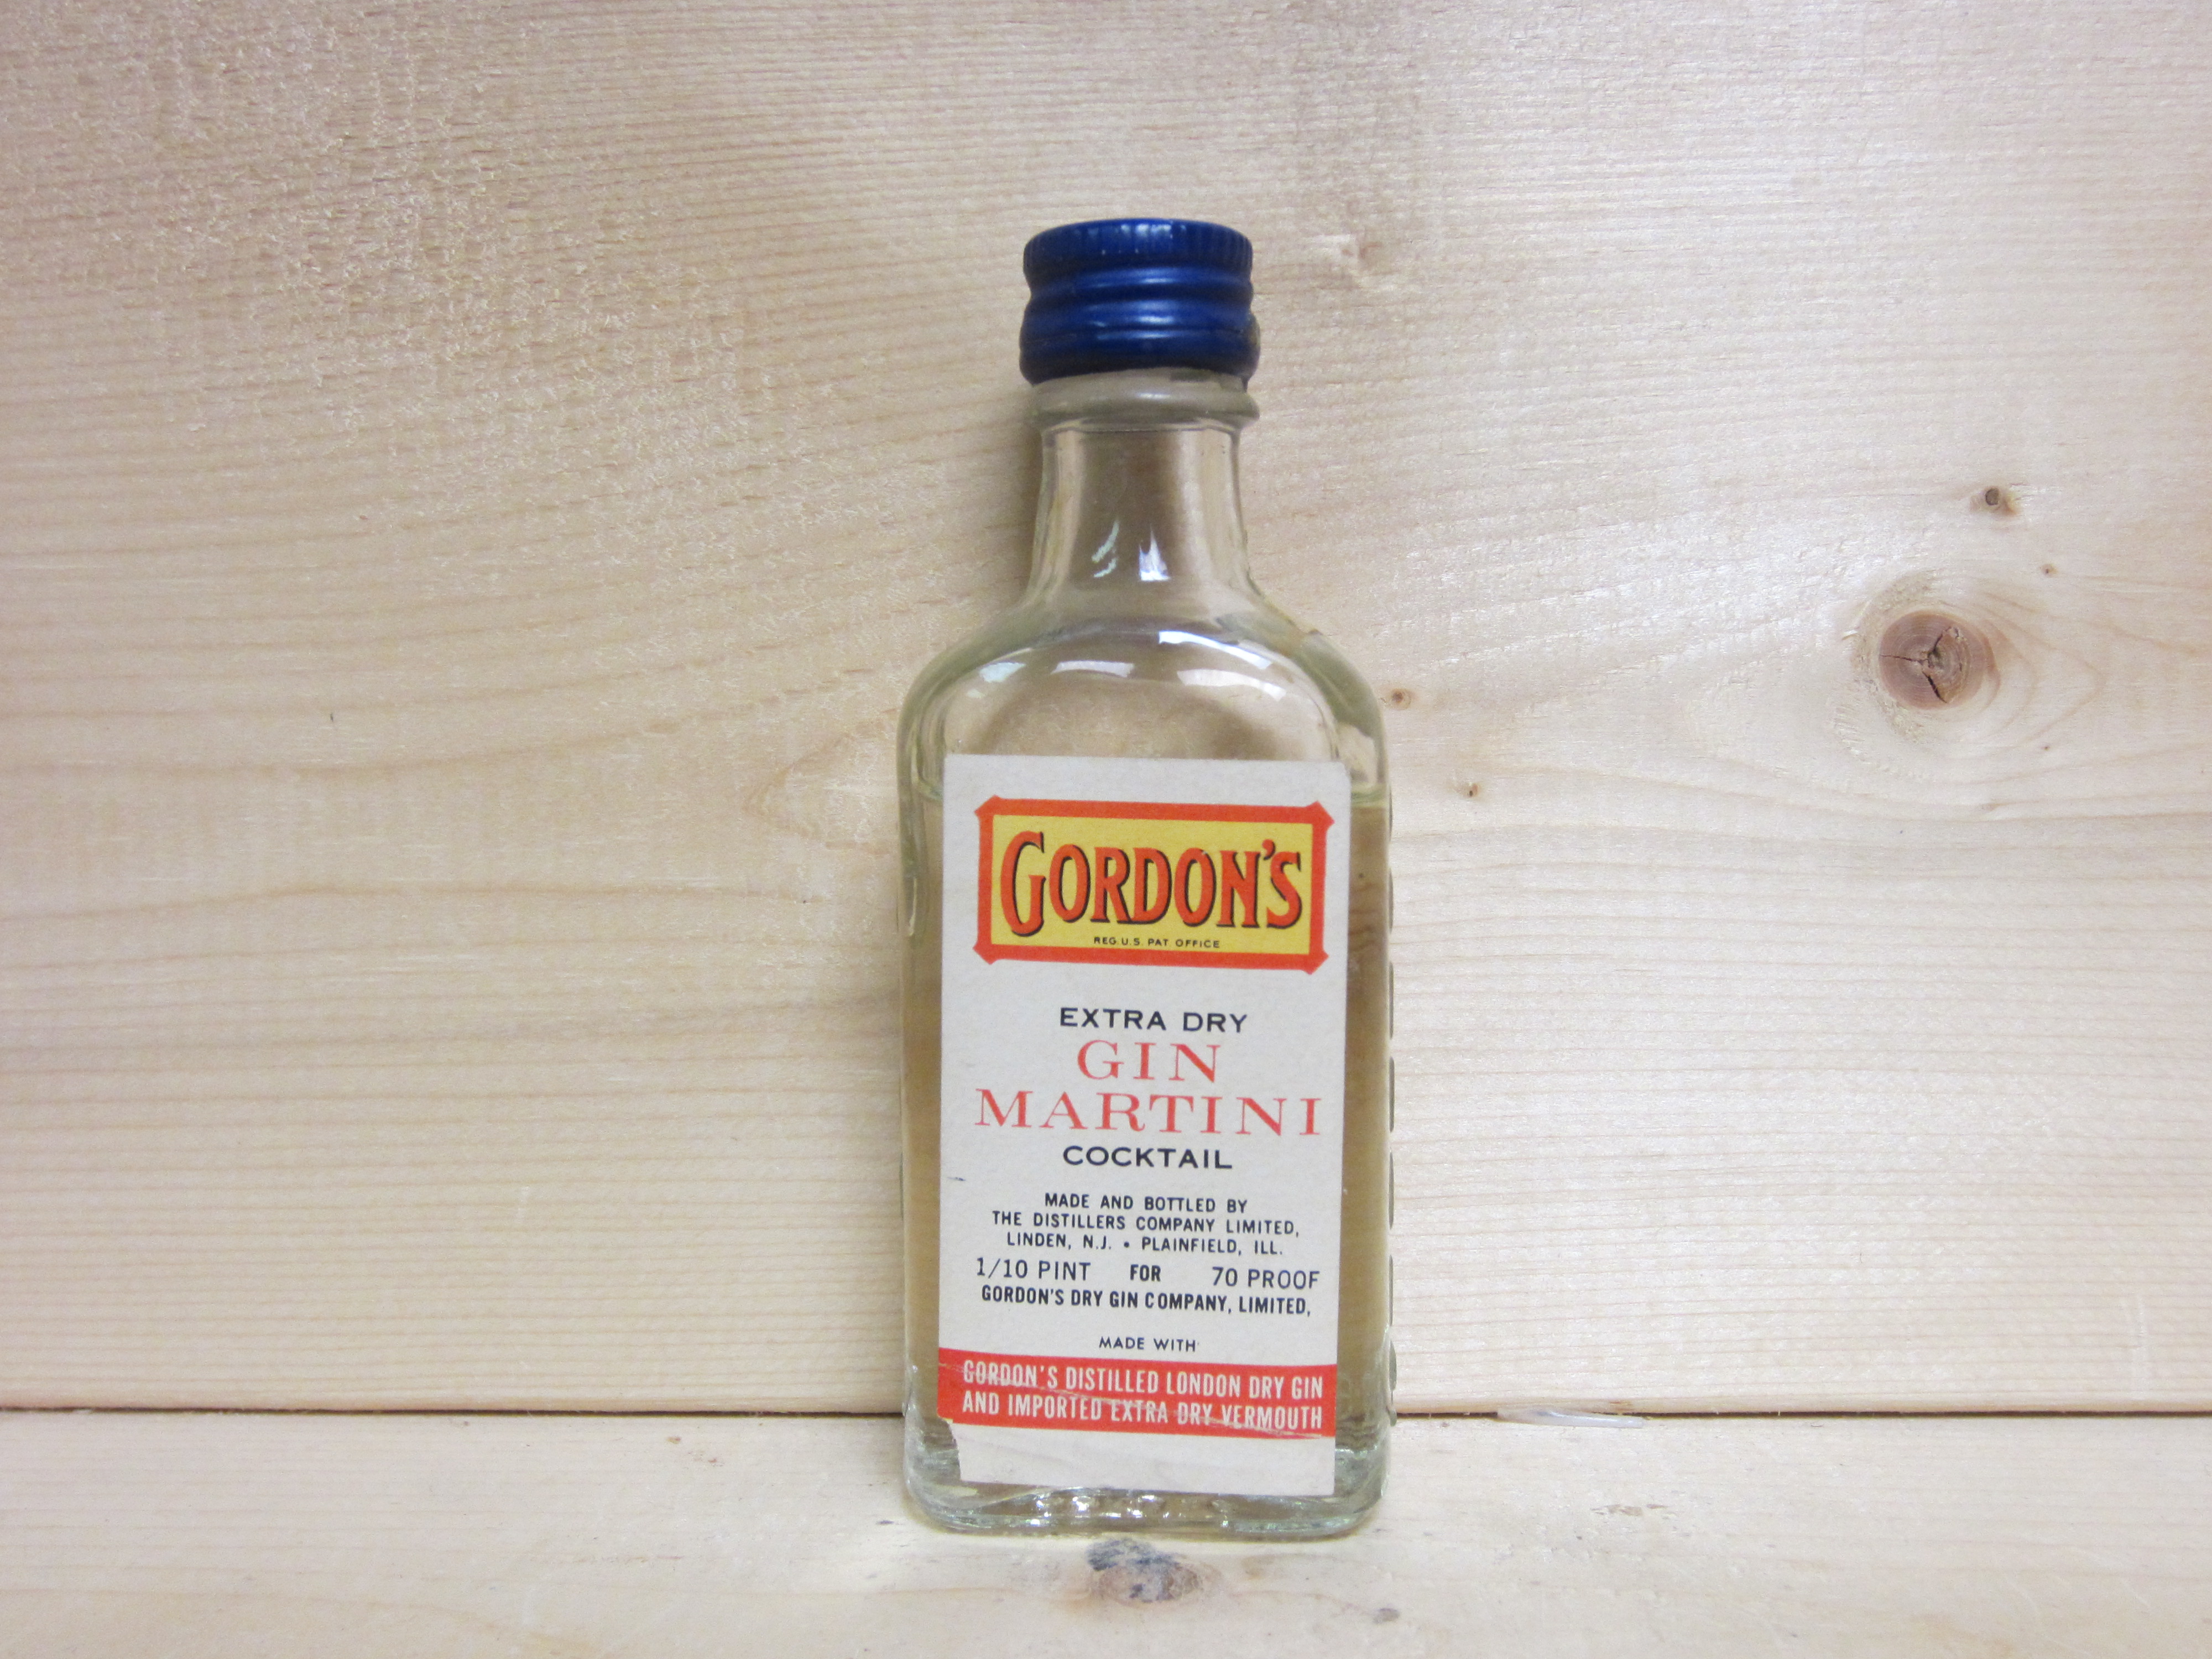 GORDON'S
REG. U.S. PAT OFFICE
EXTRA DRY
GIN
MARTINI
COCKTAIL
MADE AND BOTTLED BY
THE DISTILLERS COMPANY LIMITED,
LINDEN, N.J. • PLAINFIELD, ILL.
1/10 PINT FOR 70 PROOF
GORDON'S DRY GIN COMPANY, LIMITED,
MADE WITH
GORDON'S DISTILLED LONDON DRY GIN
AND IMPORTED EXTRA DRY VERMOUTH